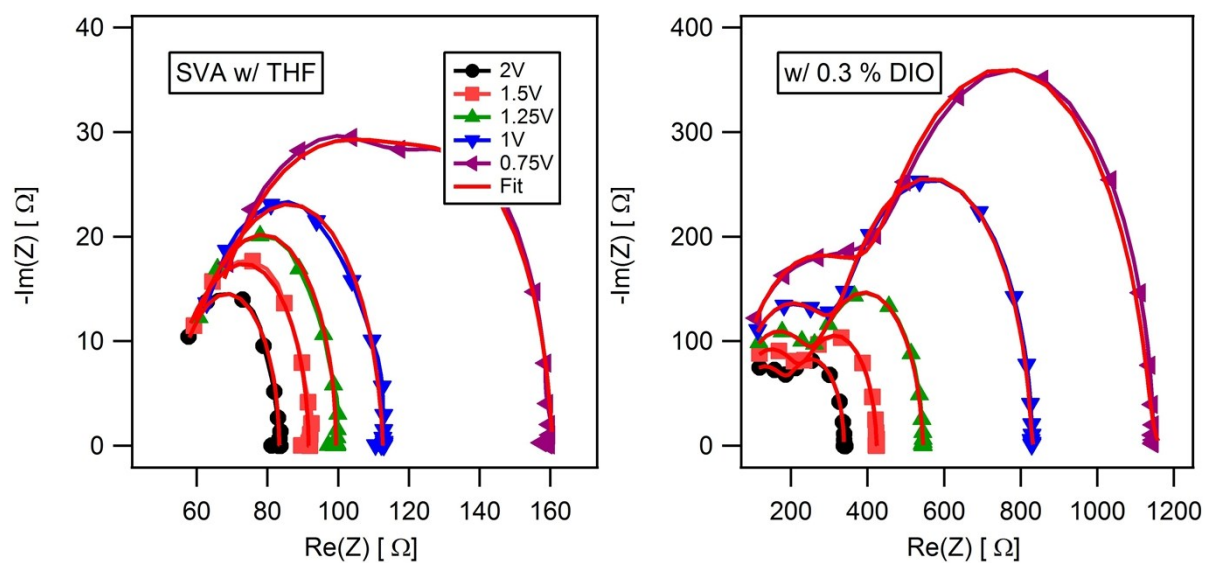 40
30
20
10
0
-Im(Z) [ Ω]
SVA w/ THF
2V
1.5V
1.25V
1V
0.75V
Fit
60
80
100
120
140
160
Re(Z) [ Ω]
400
300
200
100
0
-Im(Z) [ Ω]
w/ 0.3 % DIO
200
400
600
800
1000
1200
Re(Z) [ Ω]